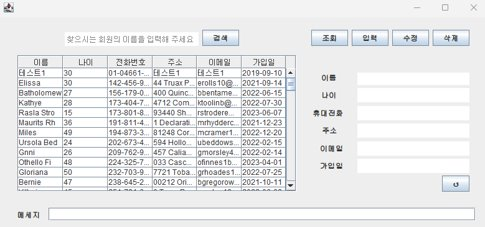 찾으시는 회원의 이름을 입력해 주세요 검색 조회 입력 수정 삭제
이름 나이 전화번호 주소 이메일 가입일
테스트1 30 01-04661-... 테스트1 테스트1 2019-09-10
Elissa 30 142-456-9... 44 Truax P... erolls10@... 2021-09-14
Batholomew 27 156-179-0... 400 Quinc... bbentame... 2022-06-15
Kathye 28 173-404-7... 4712 Corn... ktoolinb@... 2022-07-30
Rasla Stro 15 173-801-8... 93440 Sh... rstrodere... 2023-06-07
Maurits Rh 36 191-811-4... 1 Declarati... mrhydderc... 2021-12-23
Miles 49 194-873-3... 81248 Cor... mcramer1... 2022-12-20
Ursola Bed 24 202-673-4... 594 Hollo... ubeddows... 2022-02-15
Gnni 26 209-762-9... 457 Calia... gmorsley4... 2022-02-14
Othello Fi 48 224-325-7... 033 Casc... ofinnes1b... 2023-04-01
Gloriana 50 232-703-9... 7721 Toba... grhoades1... 2022-07-25
Bernie 47 238-645-2... 00212 Ori... bgregorow... 2021-10-11
이름
나이
휴대전화
주소
이메일
가입일
메세지